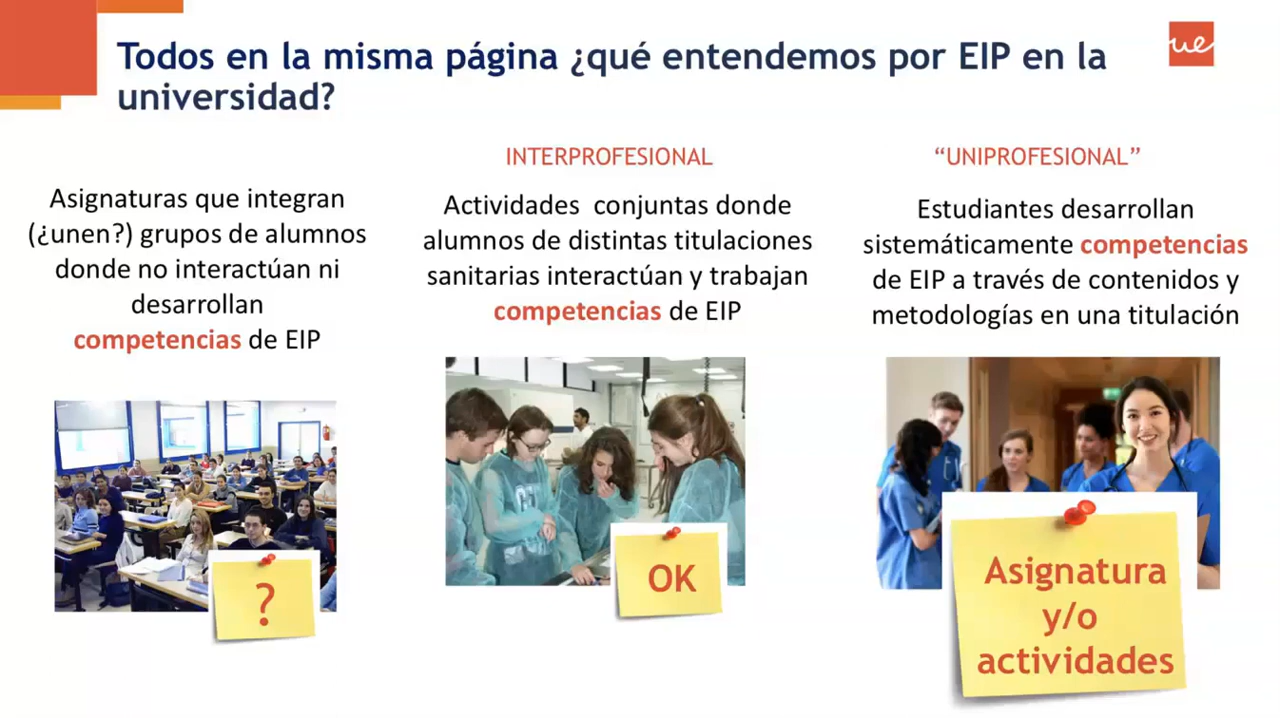 Todos en la misma página ¿qué entendemos por EIP en la
universidad?
ue
Asignaturas que integran
(¿unen?) grupos de alumnos
donde no interactúan ni
desarrollan
competencias de EIP
?
INTERPROFESIONAL
Actividades conjuntas donde
alumnos de distintas titulaciones
sanitarias interactúan y trabajan
competencias de EIP
OK
“UNIPROFESIONAL”
Estudiantes desarrollan
sistemáticamente competencias
de EIP a través de contenidos y
metodologías en una titulación
Asignatura
y/o
actividades